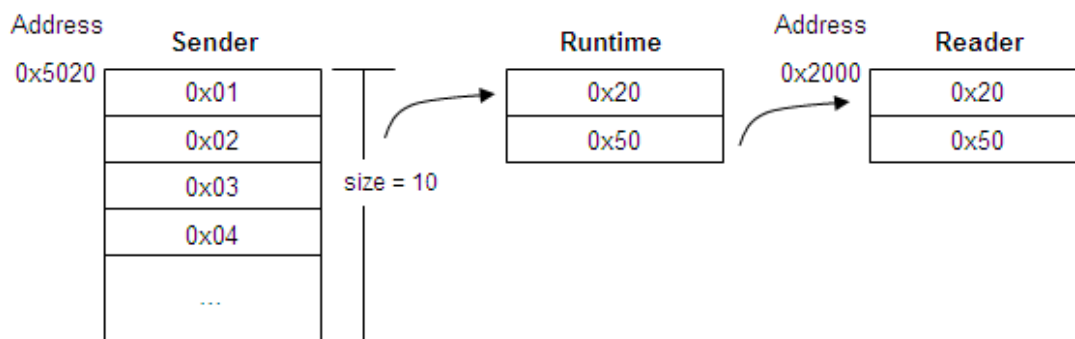 Address
Sender
Runtime
Address
Reader
0x5020
0x2000
0x01
0x20
0x20
0x02
0x50
0x50
0x03
size = 10
0x04
...